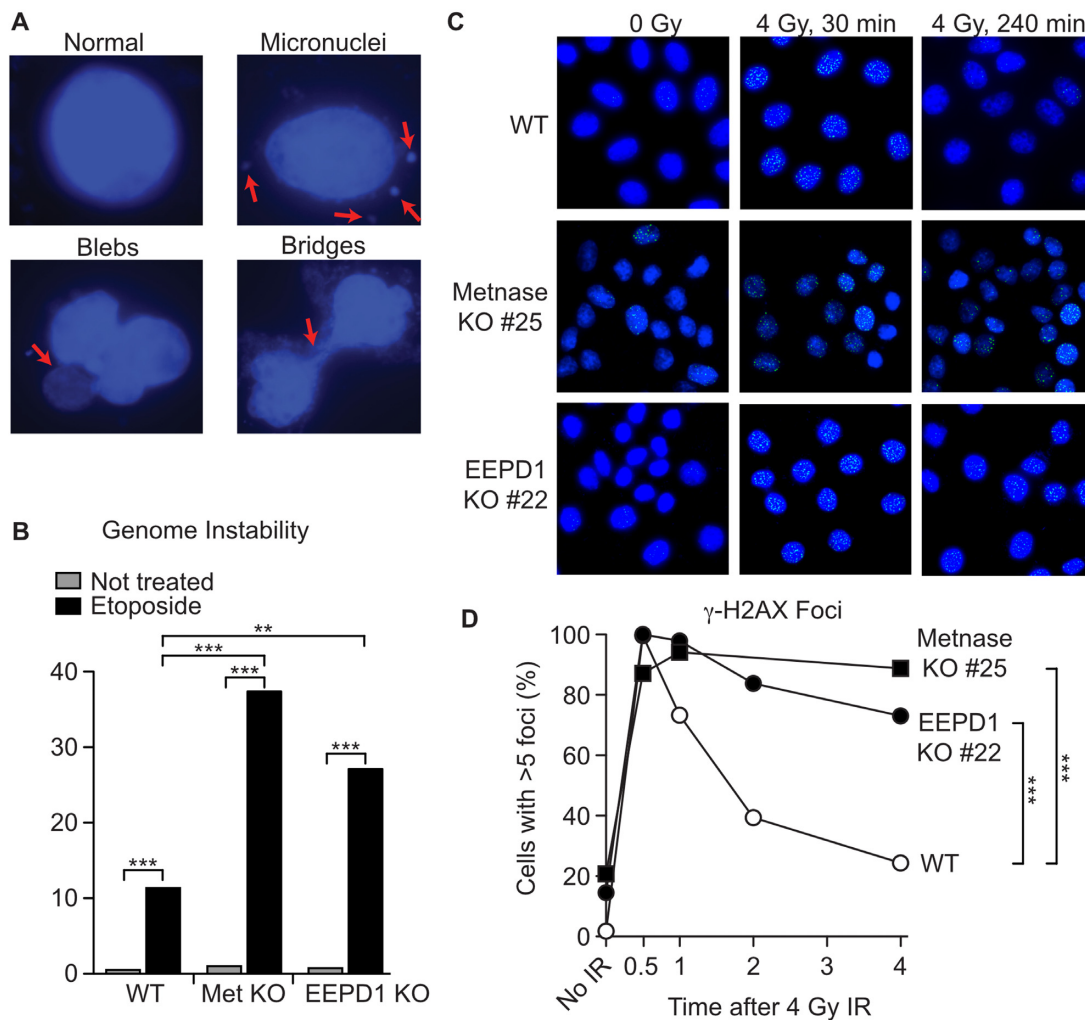 A
Normal
Micronuclei
Blebs
Bridges
B
Genome Instability
Not treated
Etoposide
**
***
***
***
***
40
30
20
10
0
WT
Met KO
EEPD1 KO
C
0 Gy
4 Gy, 30 min
4 Gy, 240 min
WT
Metnase
KO #25
EEPD1
KO #22
D
γ-H2AX Foci
Cells with >5 foci (%)
100
80
60
40
20
0
No IR
0.5
1
2
3
4
Time after 4 Gy IR
Metnase
KO #25
EEPD1
KO #22
WT
***
***